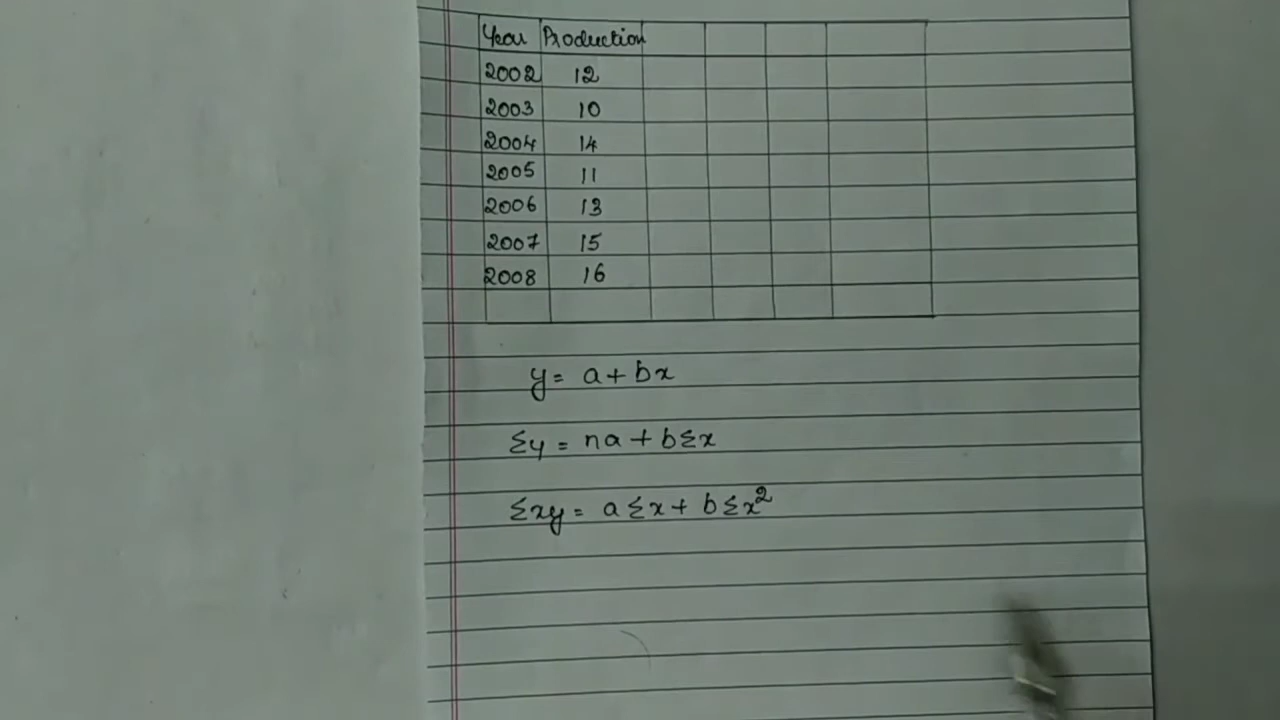 Year Production
2002 12
2003 10
2004 14
2005 11
2006 13
2007 15
2008 16
y = a + bx
Σy = na + bΣx
Σxy = aΣx + bΣx²